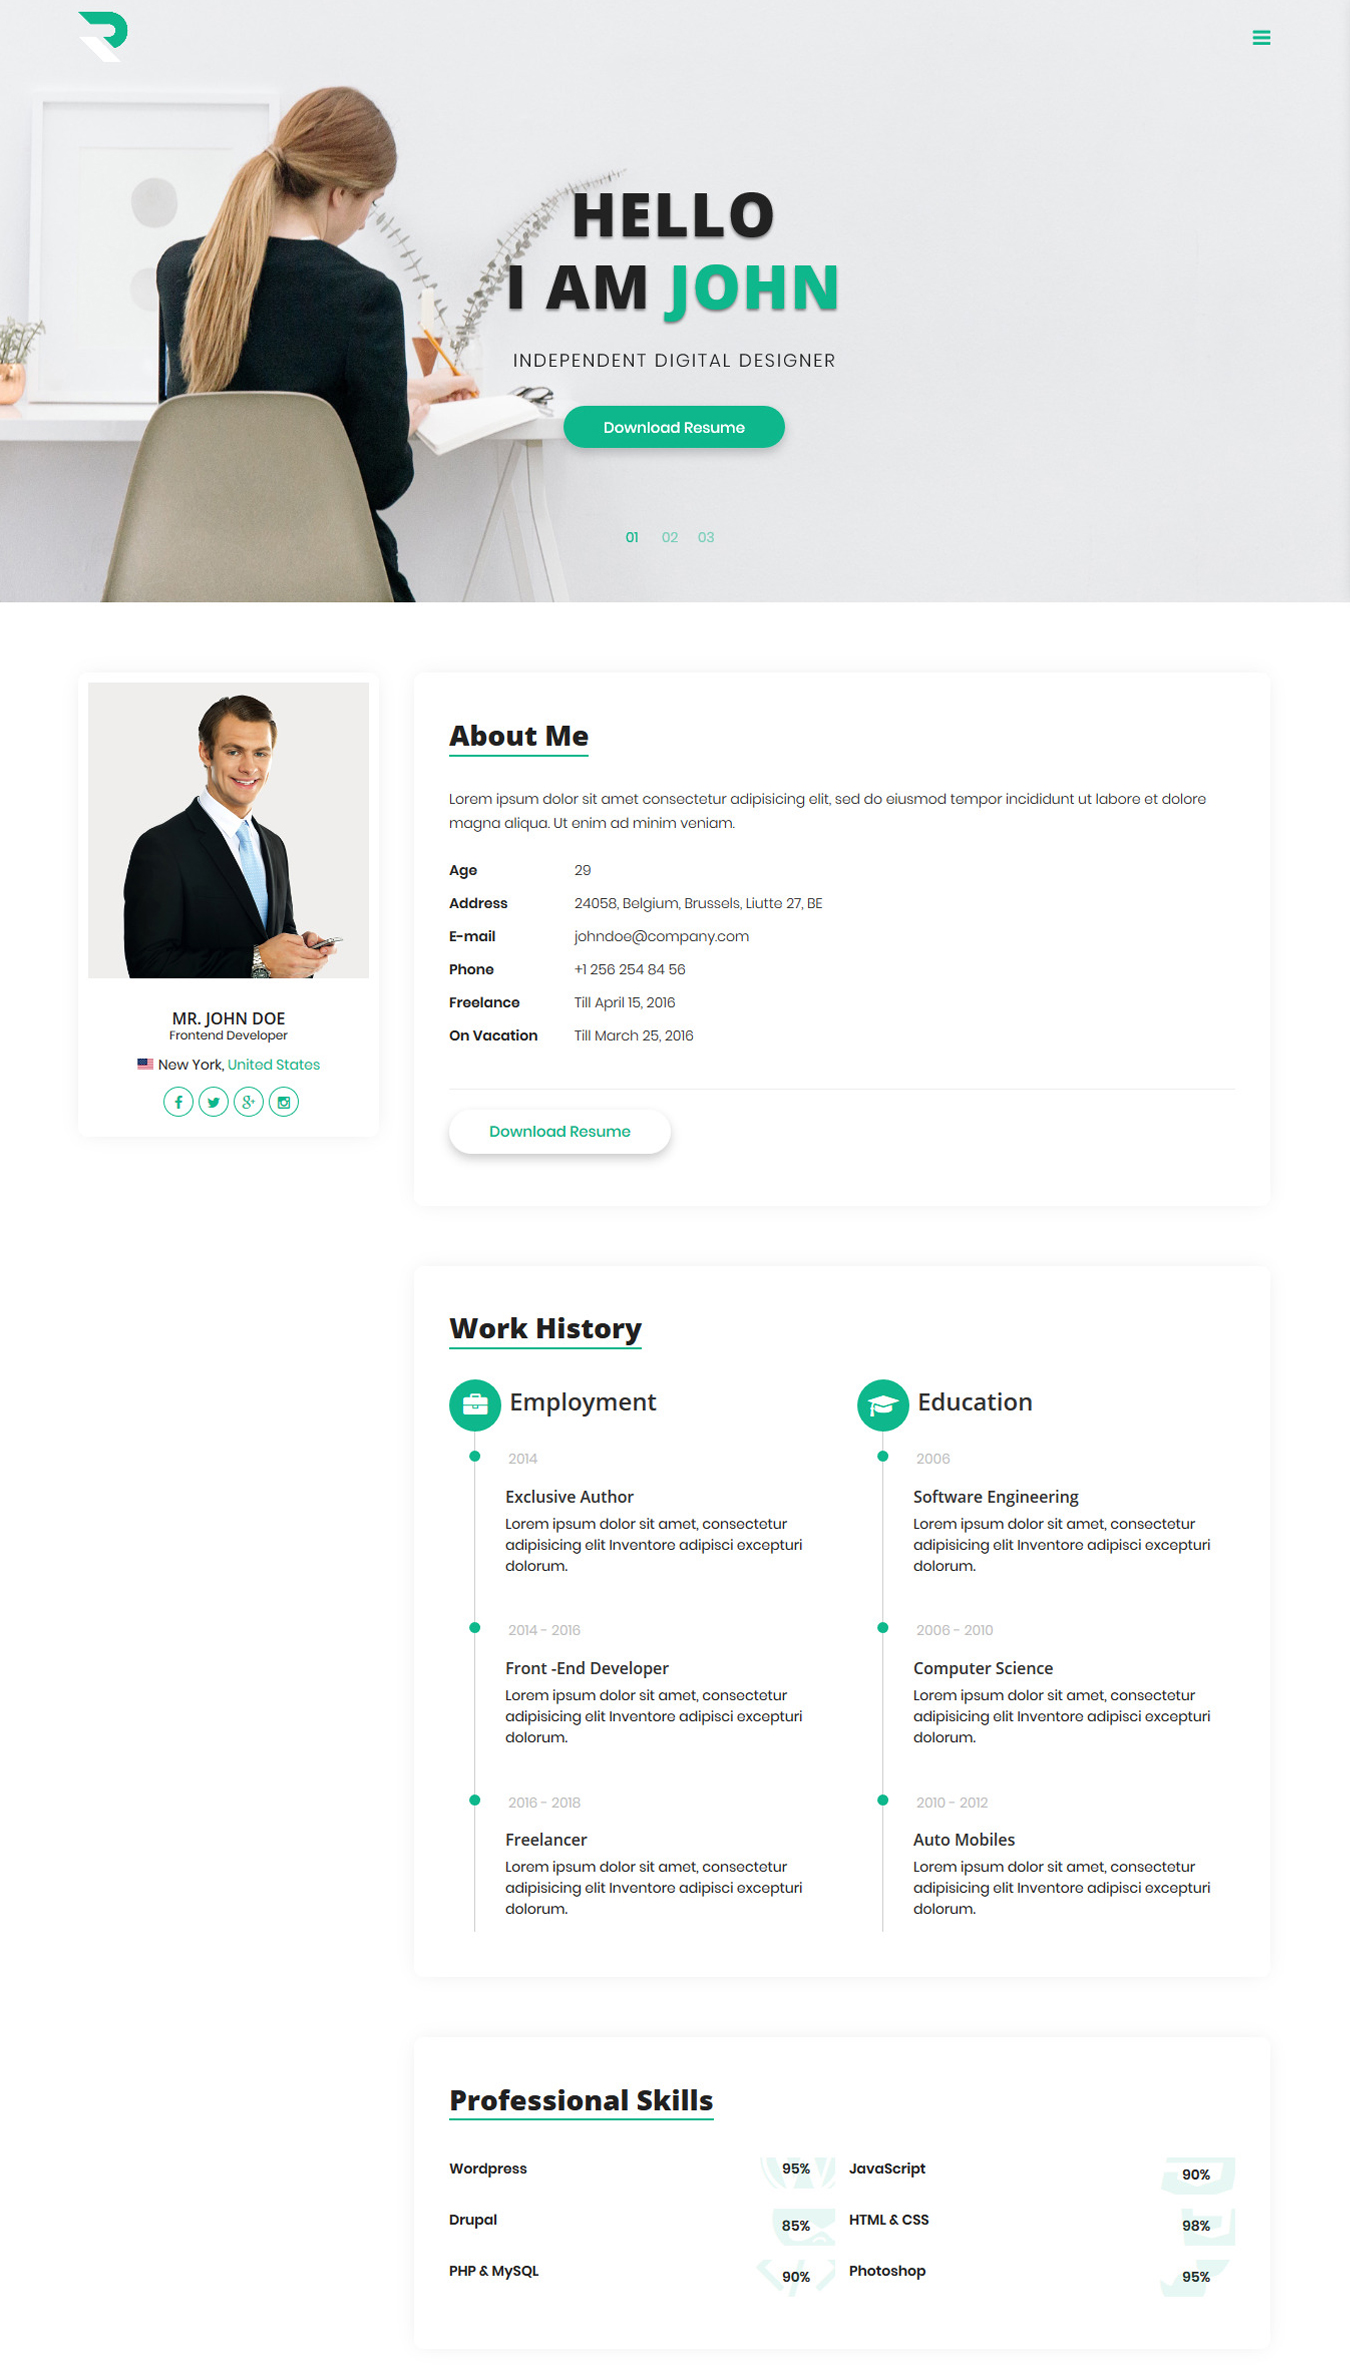 HELLO
I AM JOHN
INDEPENDENT DIGITAL DESIGNER
Download Resume
01 02 03
MR. JOHN DOE
Frontend Developer
New York, United States
About Me
Lorem ipsum dolor sit amet consectetur adipisicing elit, sed do eiusmod tempor incididunt ut labore et dolore
magna aliqua. Ut enim ad minim veniam.
Age 29
Address 24058, Belgium, Brussels, Liutte 27, BE
E-mail johndoe@company.com
Phone +1 256 254 84 56
Freelance Till April 15, 2016
On Vacation Till March 25, 2016
Download Resume
Work History
Employment
2014
Exclusive Author
Lorem ipsum dolor sit amet, consectetur
adipisicing elit Inventore adipisci excepturi
dolorum.
2014 - 2016
Front -End Developer
Lorem ipsum dolor sit amet, consectetur
adipisicing elit Inventore adipisci excepturi
dolorum.
2016 - 2018
Freelancer
Lorem ipsum dolor sit amet, consectetur
adipisicing elit Inventore adipisci excepturi
dolorum.
Education
2006
Software Engineering
Lorem ipsum dolor sit amet, consectetur
adipisicing elit Inventore adipisci excepturi
dolorum.
2006 - 2010
Computer Science
Lorem ipsum dolor sit amet, consectetur
adipisicing elit Inventore adipisci excepturi
dolorum.
2010 - 2012
Auto Mobiles
Lorem ipsum dolor sit amet, consectetur
adipisicing elit Inventore adipisci excepturi
dolorum.
Professional Skills
Wordpress 95%
JavaScript 90%
Drupal 85%
HTML & CSS 98%
PHP & MySQL 90%
Photoshop 95%